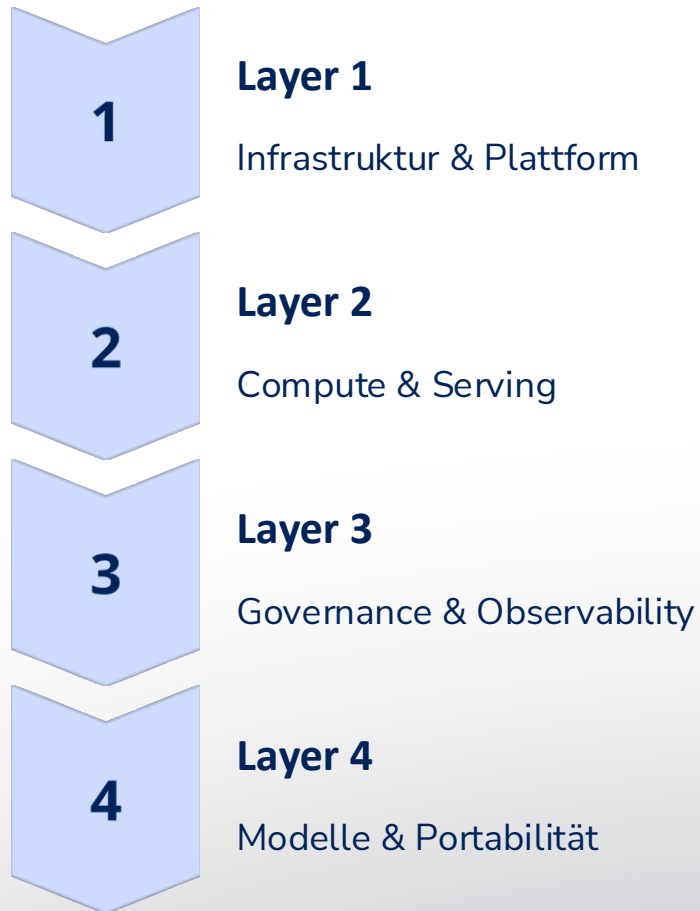 1
Layer 1
Infrastruktur & Plattform
2
Layer 2
Compute & Serving
3
Layer 3
Governance & Observability
4
Layer 4
Modelle & Portabilität